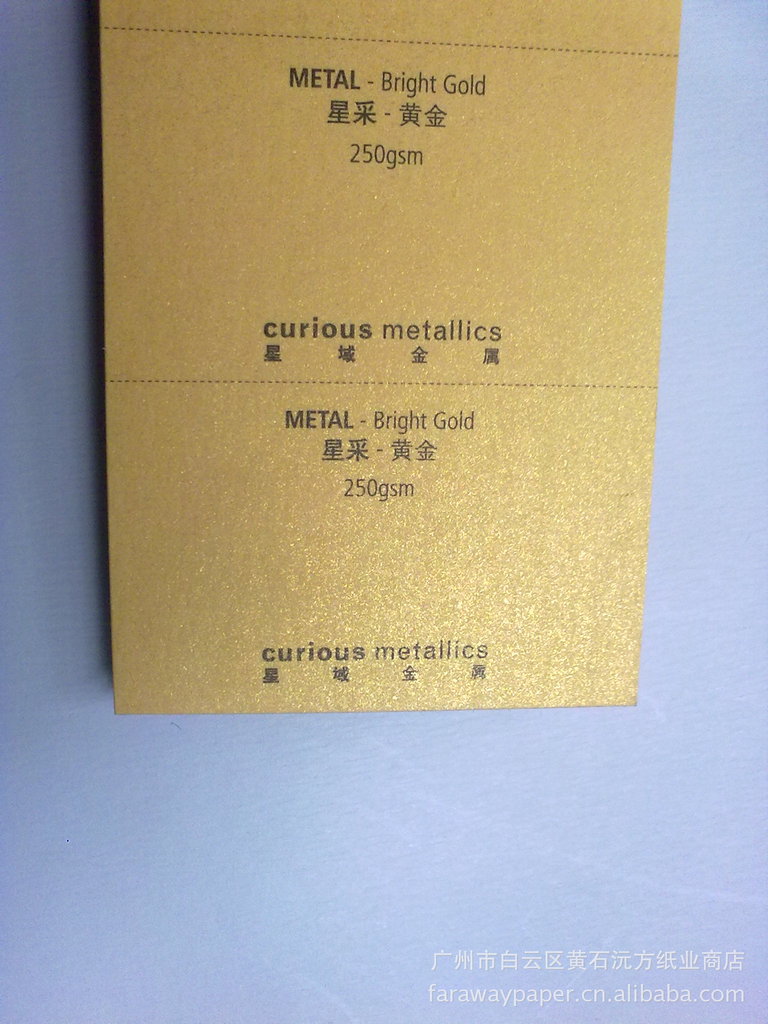 METAL - Bright Gold
星采 - 黄金
250gsm
curious metallics
星 域 金 属
METAL - Bright Gold
星采 - 黄金
250gsm
curious metallics
星 域 金 属
广州市白云区黄石沅方纸业商店
farawaypaper.cn.alibaba.com